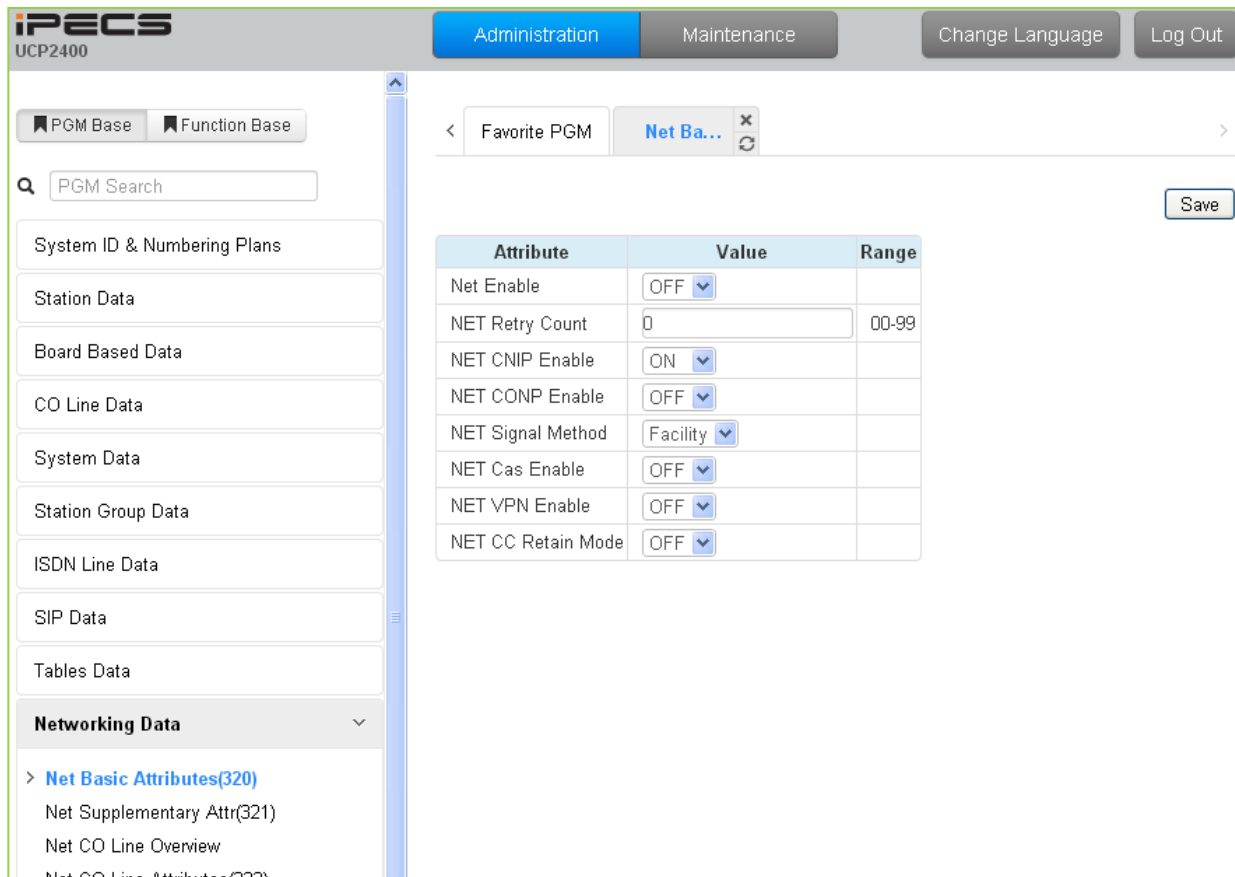 iPECS
UCP2400
Administration
Maintenance
Change Language
Log Out
PGM Base
Function Base
PGM Search
System ID & Numbering Plans
Station Data
Board Based Data
CO Line Data
System Data
Station Group Data
ISDN Line Data
SIP Data
Tables Data
Networking Data
Net Basic Attributes(320)
Net Supplementary Attr(321)
Net CO Line Overview
Favorite PGM
Net Ba...
Save
Attribute Value Range
Net Enable OFF
NET Retry Count 0 00-99
NET CNIP Enable ON
NET CONP Enable OFF
NET Signal Method Facility
NET Cas Enable OFF
NET VPN Enable OFF
NET CC Retain Mode OFF